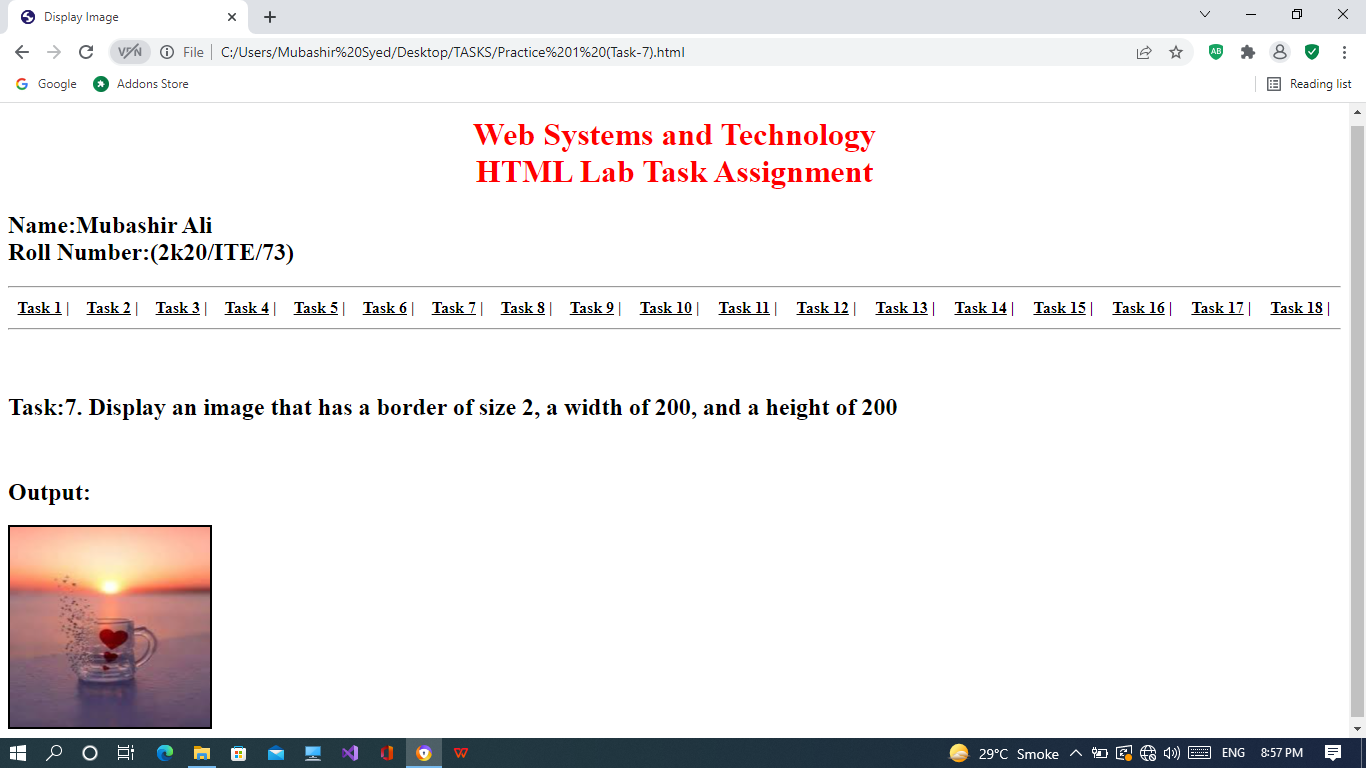 Display Image
VPN File C:/Users/Mubashir%20Syed/Desktop/TASKS/Practice%201%20(Task-7).html AB
Google Addons Store Reading list
Web Systems and Technology
HTML Lab Task Assignment
Name:Mubashir Ali
Roll Number:(2k20/ITE/73)
Task 1 | Task 2 | Task 3 | Task 4 | Task 5 | Task 6 | Task 7 | Task 8 | Task 9 | Task 10 | Task 11 | Task 12 | Task 13 | Task 14 | Task 15 | Task 16 | Task 17 | Task 18 |
Task:7. Display an image that has a border of size 2, a width of 200, and a height of 200
Output:
29°C Smoke ENG 8:57 PM